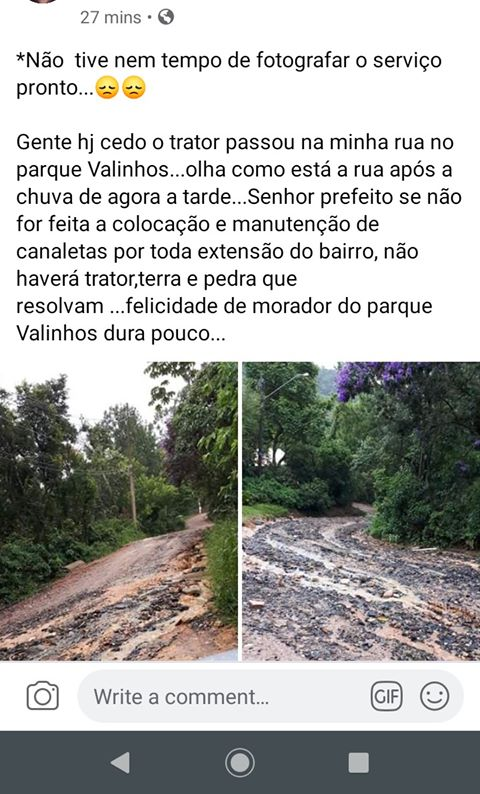 27 mins •
*Não  tive nem tempo de fotografar o serviço
pronto...😞😞
Gente hj cedo o trator passou na minha rua no
parque Valinhos...olha como está a rua após a
chuva de agora a tarde...Senhor prefeito se não
for feita a colocação e manutenção de
canaletas por toda extensão do bairro, não
haverá trator,terra e pedra que
resolvam ...felicidade de morador do parque
Valinhos dura pouco...
Write a comment...
GIF